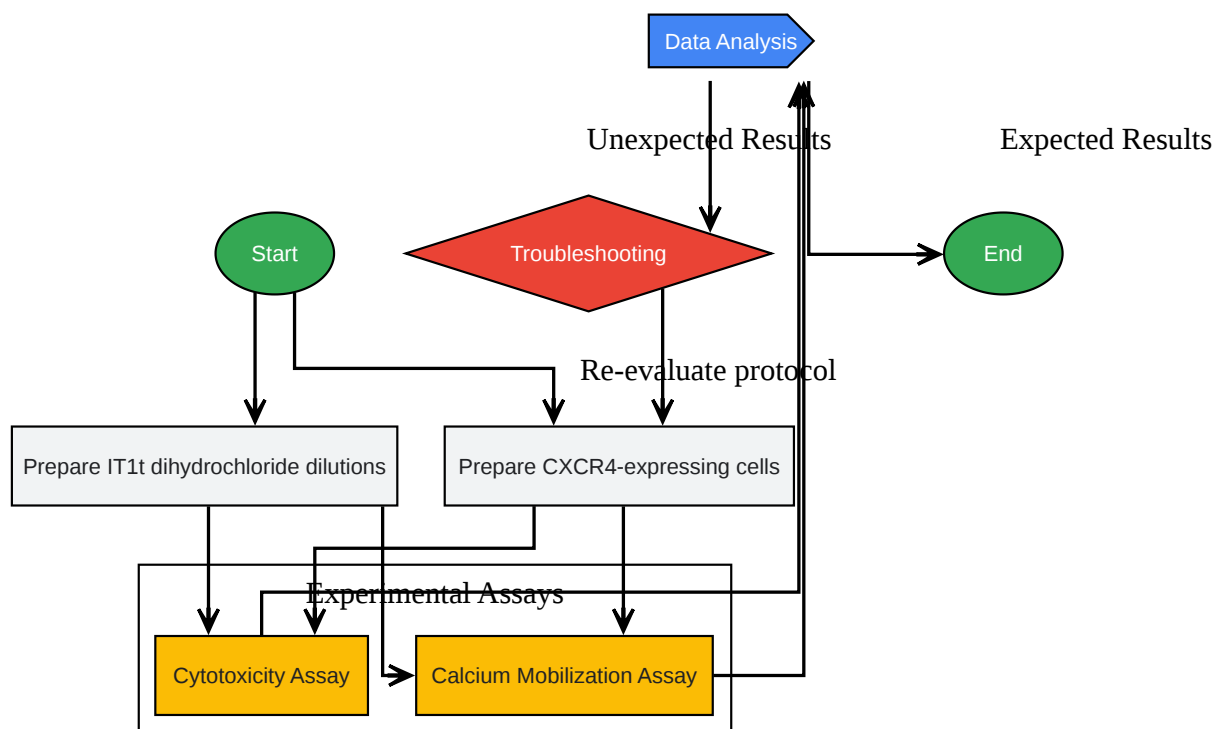 Data Analysis
Unexpected Results
Expected Results
Start
Troubleshooting
End
Re-evaluate protocol
Prepare IT1t dihydrochloride dilutions
Prepare CXCR4-expressing cells
Experimental Assays
Cytotoxicity Assay
Calcium Mobilization Assay